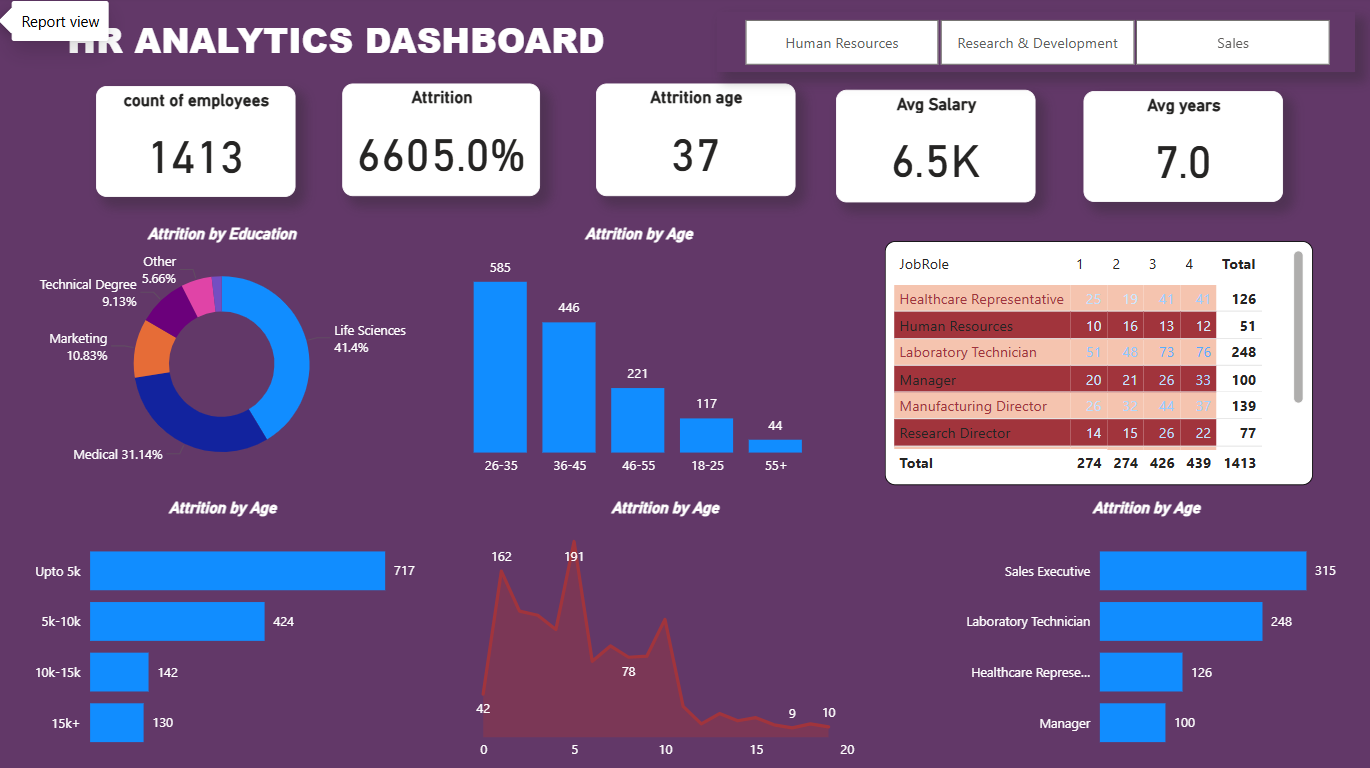 Report view
HR ANALYTICS DASHBOARD
Human Resources
Research & Development
Sales
count of employees
1413
Attrition
6605.0%
Attrition age
37
Avg Salary
6.5K
Avg years
7.0
Attrition by Education
Other
5.66%
Technical Degree
9.13%
Marketing
10.83%
Life Sciences
41.4%
Medical 31.14%
Attrition by Age
585
446
221
117
44
26-35
36-45
46-55
18-25
55+
JobRole 1 2 3 4 Total
Healthcare Representative 25 19 41 41 126
Human Resources 10 16 13 12 51
Laboratory Technician 51 48 73 76 248
Manager 20 21 26 33 100
Manufacturing Director 26 32 44 37 139
Research Director 14 15 26 22 77
Total 274 274 426 439 1413
Attrition by Age
Upto 5k 717
5k-10k 424
10k-15k 142
15k+ 130
Attrition by Age
162
191
78
42
9
10
0 5 10 15 20
Attrition by Age
Sales Executive 315
Laboratory Technician 248
Healthcare Represe... 126
Manager 100